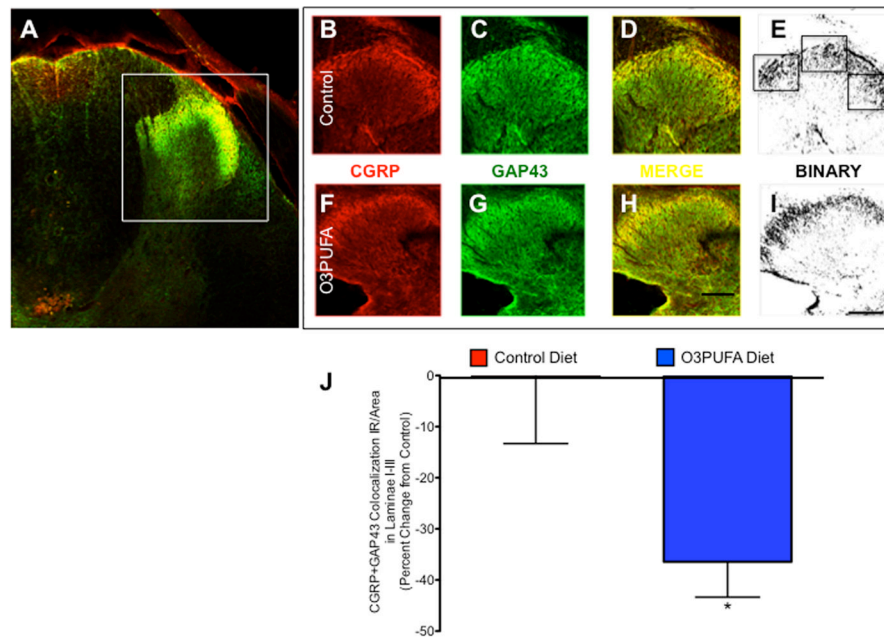 A
B
C
D
E
Control
CGRP
GAP43
MERGE
BINARY
F
G
H
I
O3PUFA
J
Control Diet
O3PUFA Diet
CGRP+GAP43 Colocalization IR/Area
in Laminae I-III
(Percent Change from Control)
0
-10
-20
-30
-40
-50
*